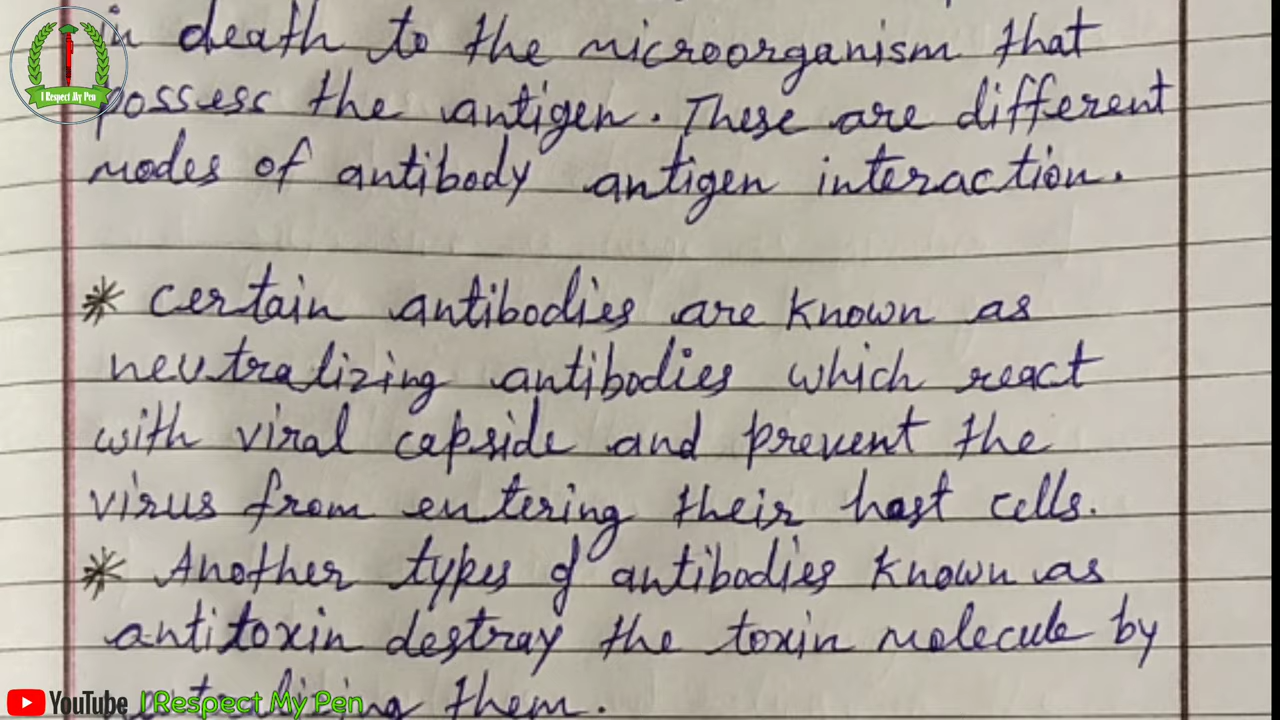 in death to the microorganism that
possess the antigen. These are different
modes of antibody antigen interaction.
* Certain antibodies are known as
neutralizing antibodies which react
with viral capside and prevent the
virus from entering their host cells.
* Another types of antibodies known as
antitoxin destray the toxin molecule by
neutralizing them.
I Respect My Pen
YouTube I Respect My Pen